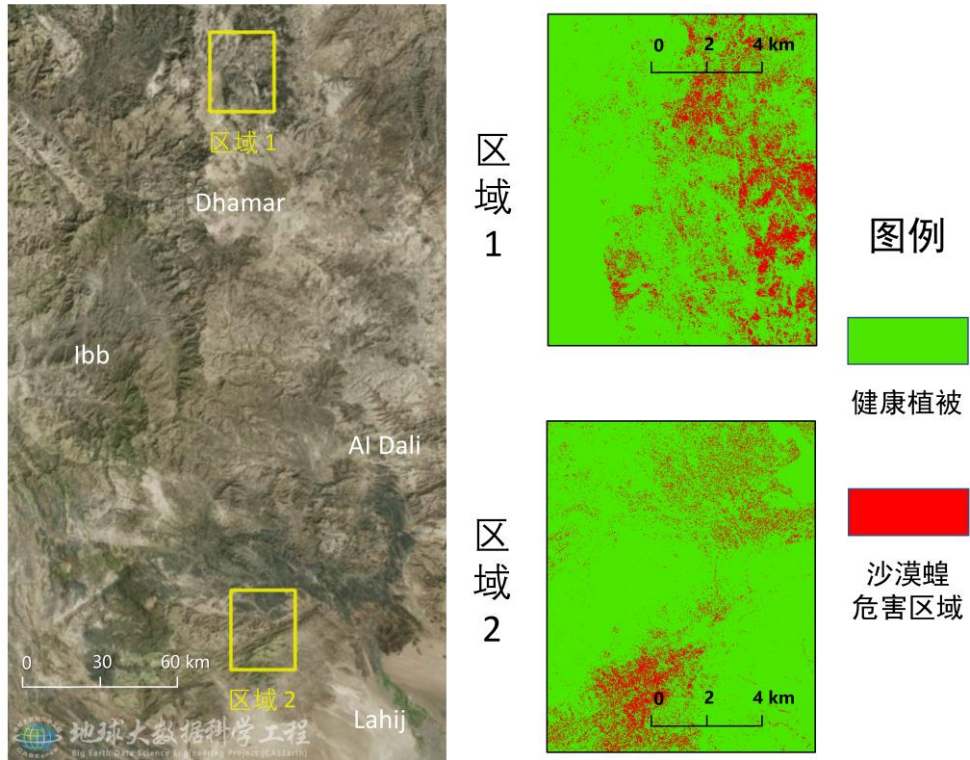 区域 1
Dhamar
Ibb
Al Dali
0 30 60 km
区域 2
Lahij
地球大数据科学工程
Big Earth Data Science Engineering Project (CASEarth)
区
域
1
0 2 4 km
区
域
2
0 2 4 km
图例
健康植被
沙漠蝗
危害区域